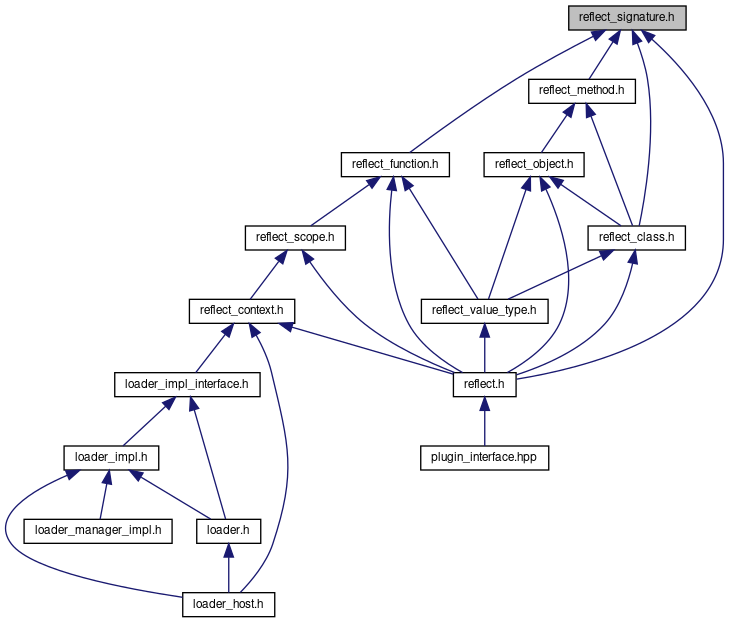 reflect_signature.h
reflect_method.h
reflect_function.h
reflect_object.h
reflect_scope.h
reflect_class.h
reflect_context.h
reflect_value_type.h
loader_impl_interface.h
reflect.h
loader_impl.h
plugin_interface.hpp
loader_manager_impl.h
loader.h
loader_host.h